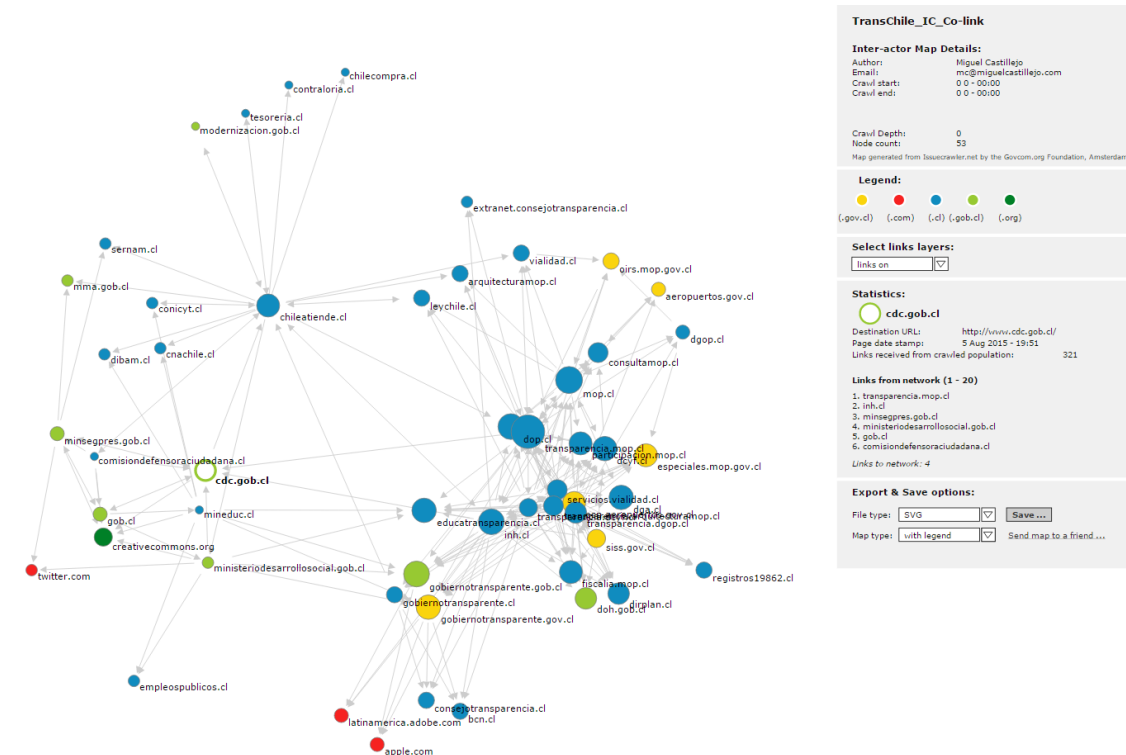 TransChile_IC_Co-link
Inter-actor Map Details:
Author: Miguel Castillejo
Email: mc@miguelcastillejo.com
Crawl start: 0 0 - 00:00
Crawl end: 0 0 - 00:00
Crawl Depth: 0
Node count: 53
Map generated from Issuecrawler.net by the Govcom.org Foundation, Amsterdam
Legend:
(.gov.cl) (.com) (.cl) (.gob.cl) (.org)
Select links layers:
links on
Statistics:
cdc.gob.cl
Destination URL: http://www.cdc.gob.cl/
Page date stamp: 5 Aug 2015 - 19:51
Links received from crawled population: 321
Links from network (1 - 20)
1. transparencia.mop.cl
2. inh.cl
3. minsegpres.gob.cl
4. ministeriodesarrollosocial.gob.cl
5. gob.cl
6. comisiondefensoraciudadana.cl
Links to network: 4
Export & Save options:
File type: SVG Save ...
Map type: with legend Send map to a friend ...
chilecompra.cl
contraloria.cl
tesoreria.cl
modernizacion.gob.cl
extranet.consejotransparencia.cl
sernam.cl
vialidad.cl
oirs.mop.gov.cl
mma.gob.cl
arquitecturamop.cl
aeropuertos.gov.cl
conicyt.cl
chileatiende.cl
leychile.cl
dgop.cl
dibam.cl
cnachile.cl
consultamop.cl
mop.cl
minsegpres.gob.cl
dop.cl
transparencia.mop.cl
participacion.mop.cl
dcyf.cl
especiales.mop.gov.cl
comisiondefensoraciudadana.cl
cdc.gob.cl
servicios.vialidad.cl
gob.cl
mineduc.cl
educatransparencia.cl
dga.cl
transparencia.dgop.cl
inh.cl
creativecommons.org
siss.gov.cl
twitter.com
ministeriodesarrollosocial.gob.cl
gobiernotransparente.gob.cl
fiscalia.mop.cl
registros19862.cl
gobiernotransparente.cl
doh.gob.cl
dirplan.cl
gobiernotransparente.gov.cl
empleospublicos.cl
consejotransparencia.cl
latinamerica.adobe.com
bcn.cl
apple.com